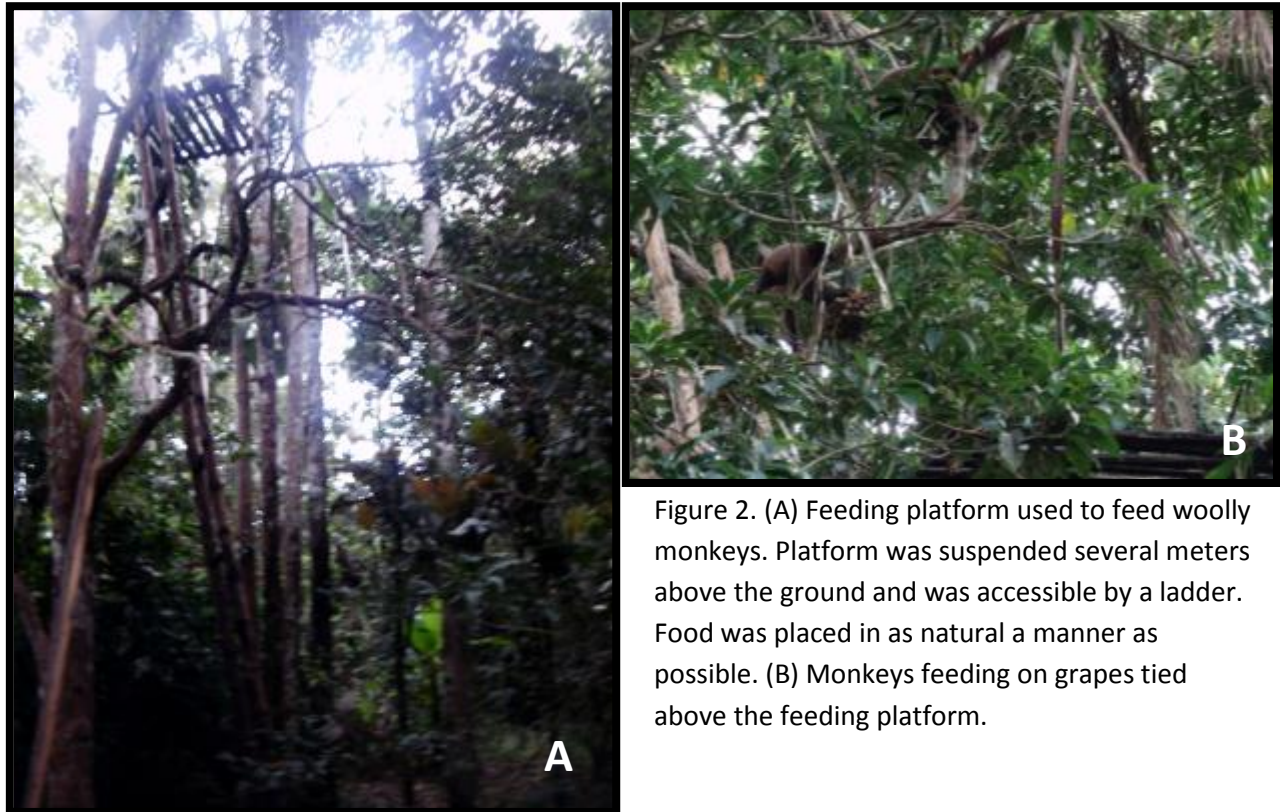 A
B
Figure 2. (A) Feeding platform used to feed woolly
monkeys. Platform was suspended several meters
above the ground and was accessible by a ladder.
Food was placed in as natural a manner as
possible. (B) Monkeys feeding on grapes tied
above the feeding platform.